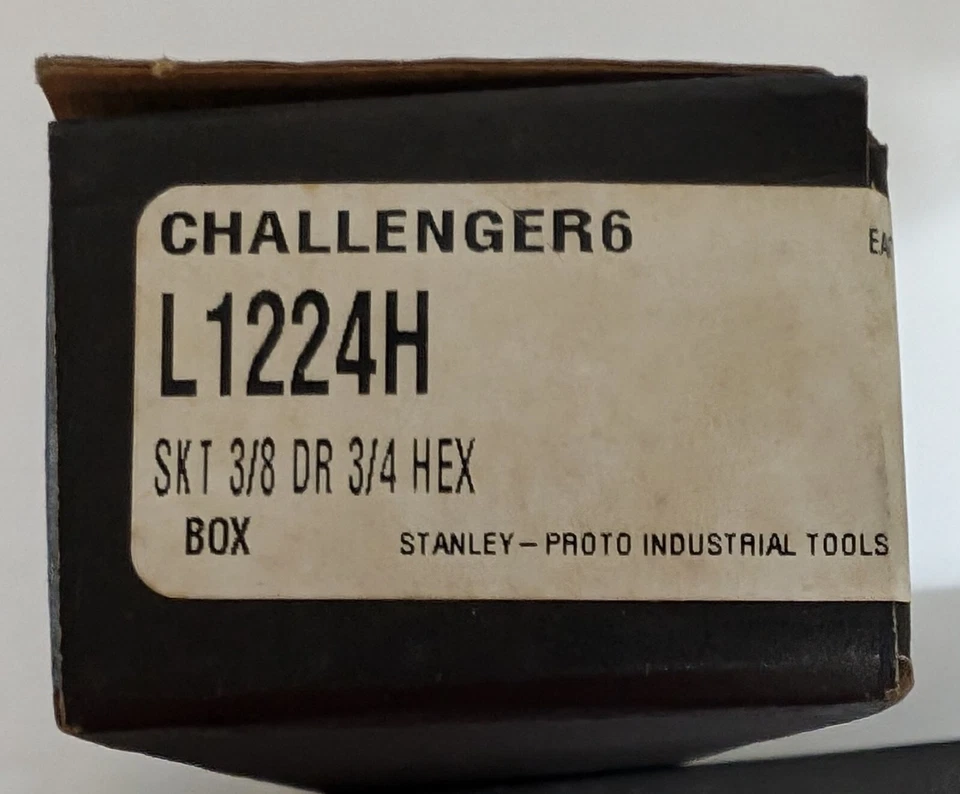 CHALLENGER6
L1224H
SKT 3/8 DR 3/4 HEX
BOX
STANLEY-PROTO INDUSTRIAL TOOLS